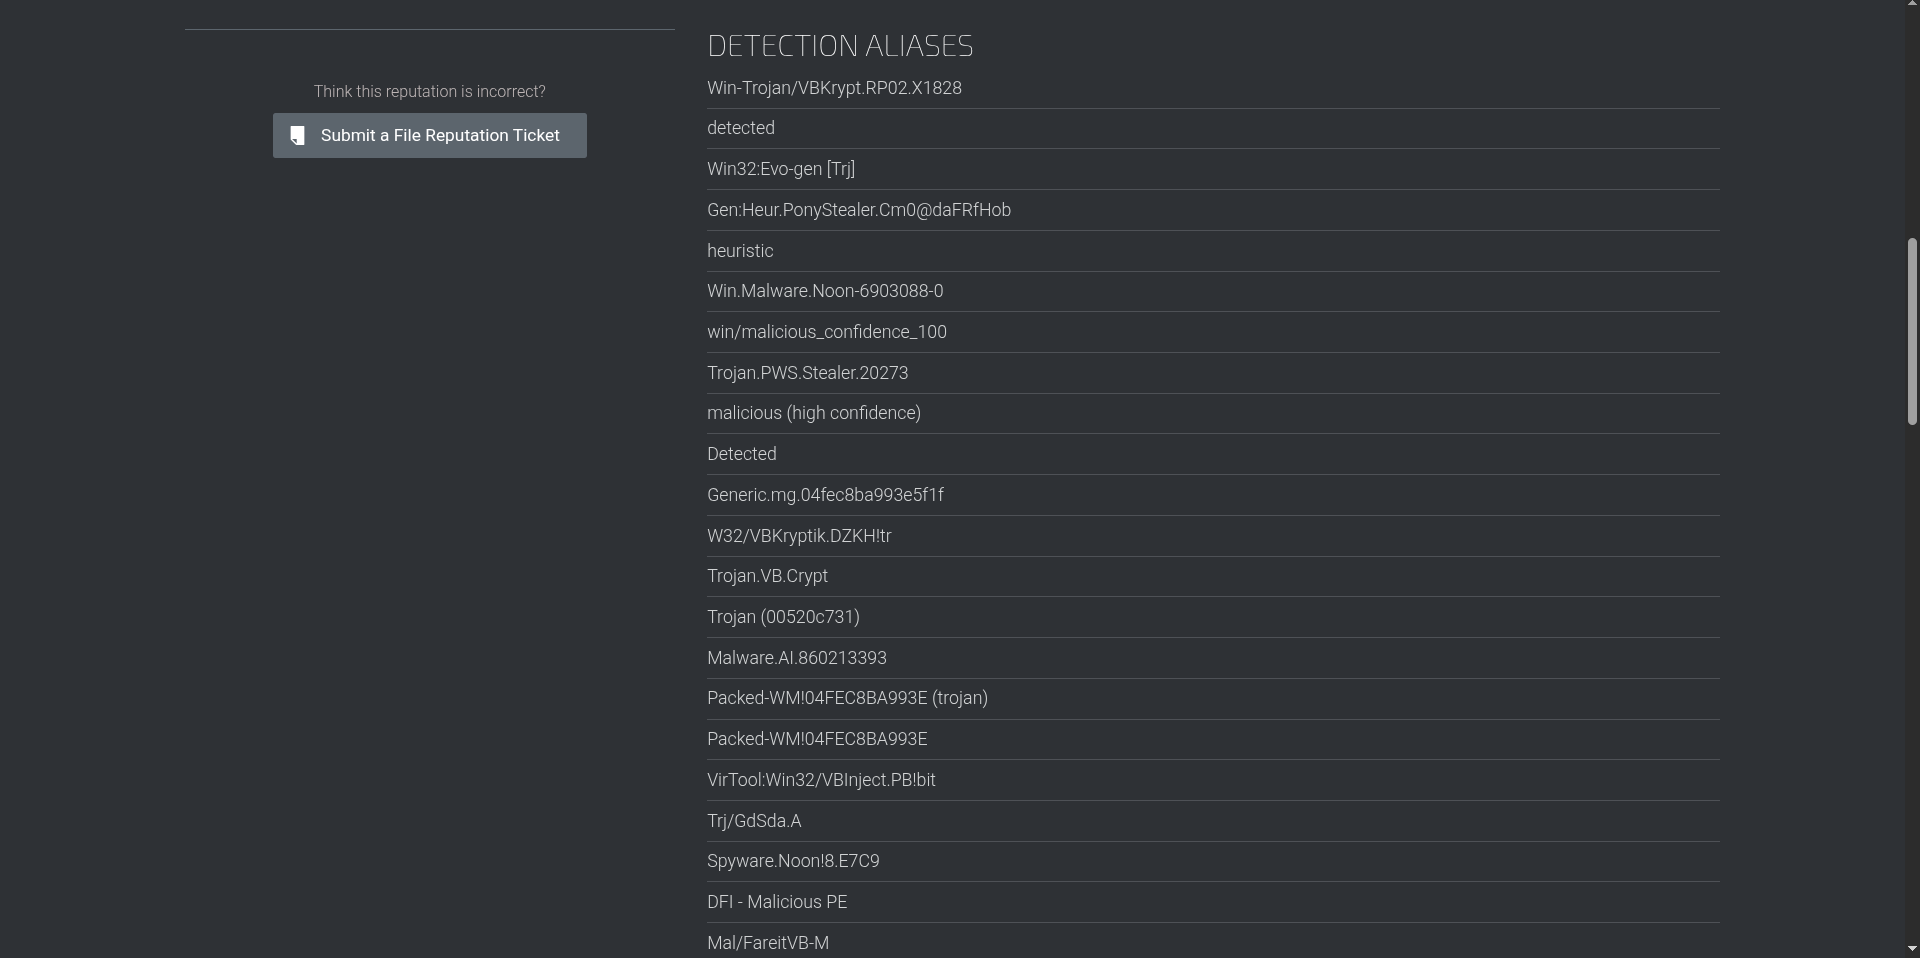 Think this reputation is incorrect?
Submit a File Reputation Ticket
DETECTION ALIASES
Win-Trojan/VBKrypt.RP02.X1828
detected
Win32:Evo-gen [Trj]
Gen:Heur.PonyStealer.Cm0@daFRfHob
heuristic
Win.Malware.Noon-6903088-0
win/malicious_confidence_100
Trojan.PWS.Stealer.20273
malicious (high confidence)
Detected
Generic.mg.04fec8ba993e5f1f
W32/VBKryptik.DZKH!tr
Trojan.VB.Crypt
Trojan (00520c731)
Malware.AI.860213393
Packed-WM!04FEC8BA993E (trojan)
Packed-WM!04FEC8BA993E
VirTool:Win32/VBInject.PB!bit
Trj/GdSda.A
Spyware.Noon!8.E7C9
DFI - Malicious PE
Mal/FareitVB-M